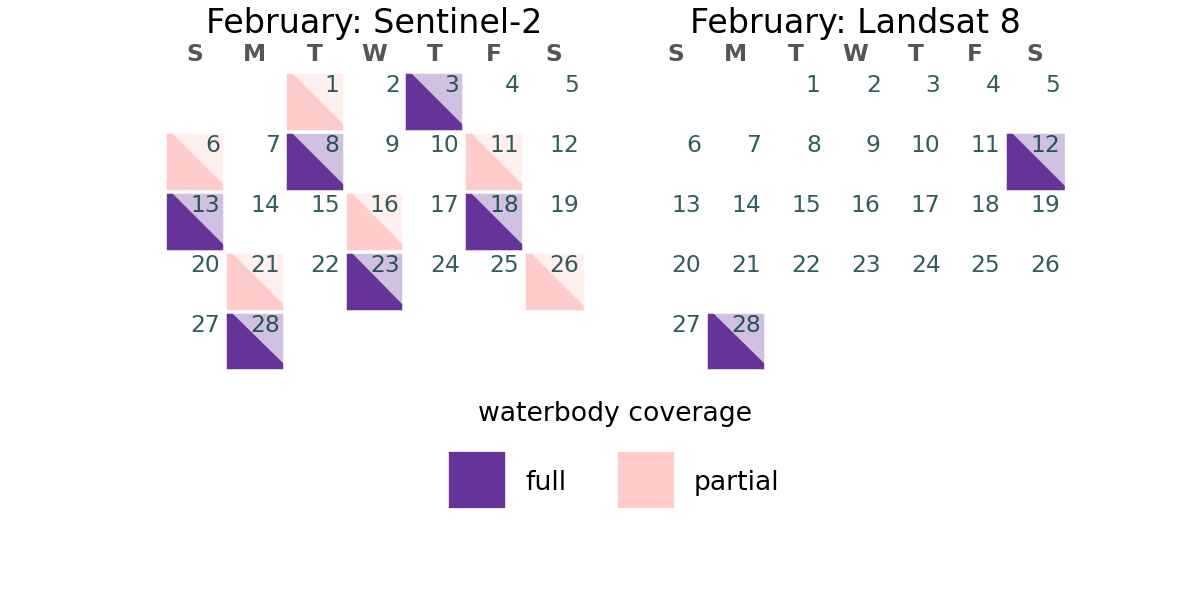 February: Sentinel-2
S M T W T F S
1 2 3 4 5
6 7 8 9 10 11 12
13 14 15 16 17 18 19
20 21 22 23 24 25 26
27 28
February: Landsat 8
S M T W T F S
1 2 3 4 5
6 7 8 9 10 11 12
13 14 15 16 17 18 19
20 21 22 23 24 25 26
27 28
waterbody coverage
full partial